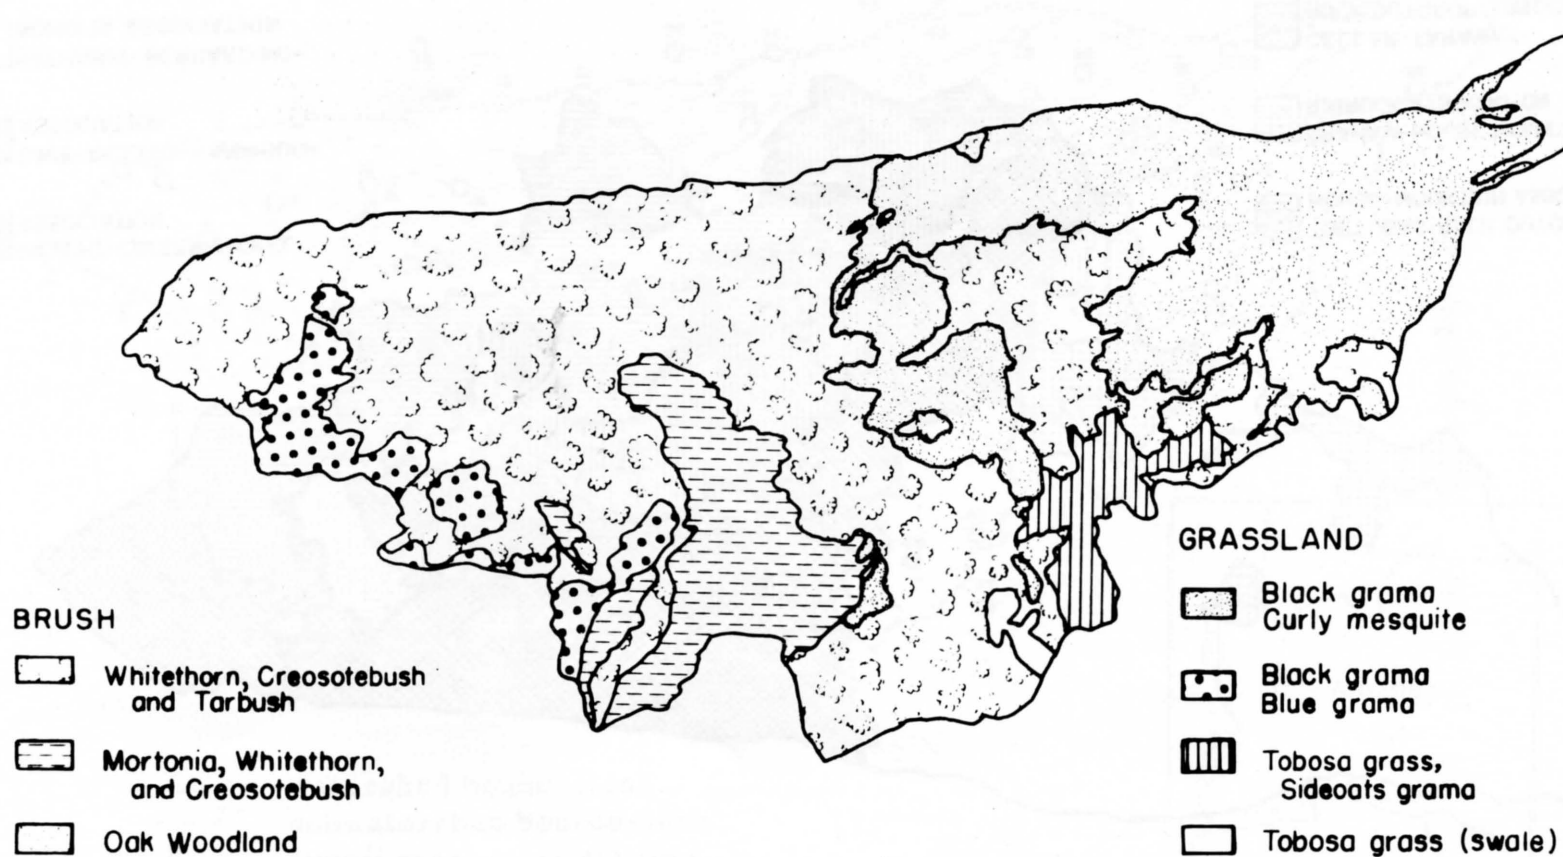 BRUSH
Whitethorn, Creosotebush
and Tarbush
Mortonia, Whitethorn,
and Creosotebush
Oak Woodland
GRASSLAND
Black grama
Curly mesquite
Black grama
Blue grama
Tobosa grass,
Sideoats grama
Tobosa grass (swale)